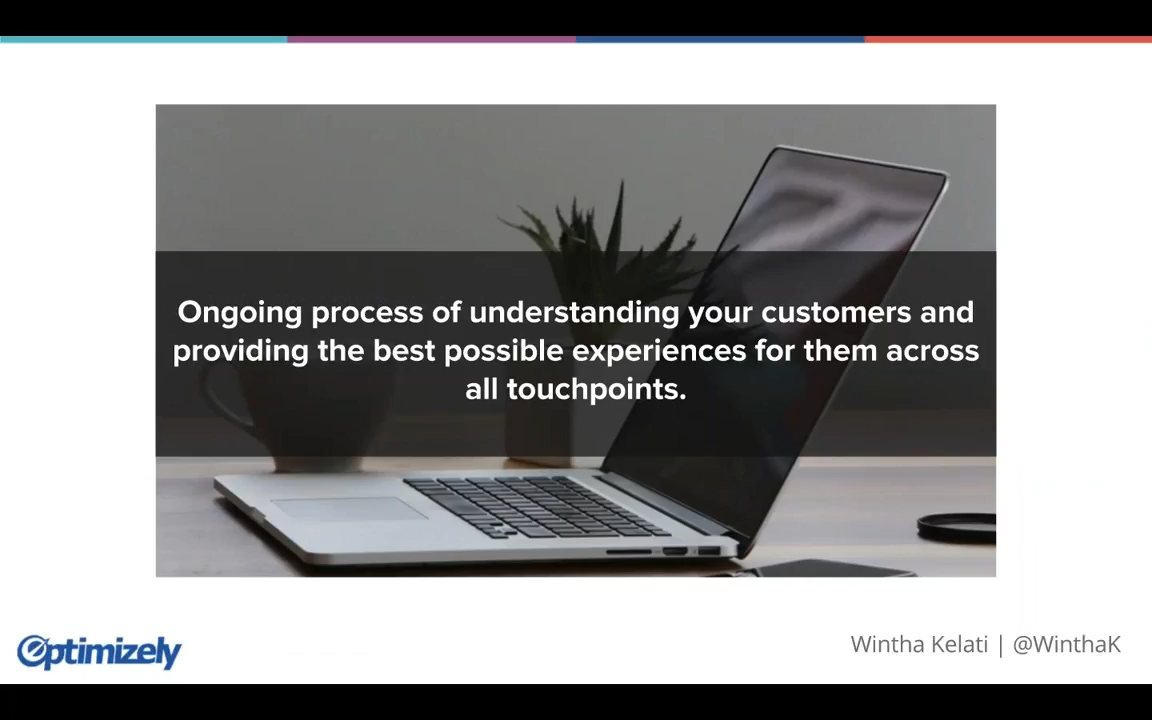 Ongoing process of understanding your customers and
providing the best possible experiences for them across
all touchpoints.
Optimizely
Wintha Kelati | @WinthaK